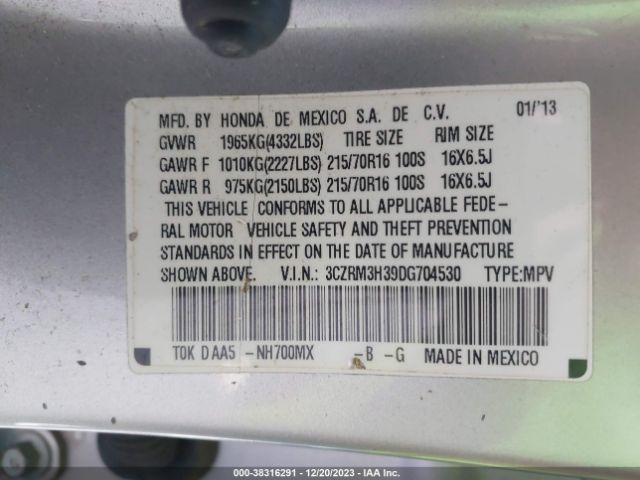 MFD. BY HONDA DE MEXICO S.A. DE C.V. 01/'13
GVWR 1965KG(4332LBS) TIRE SIZE RIM SIZE
GAWR F 1010KG(2227LBS) 215/70R16 100S 16X6.5J
GAWR R 975KG(2150LBS) 215/70R16 100S 16X6.5J
THIS VEHICLE CONFORMS TO ALL APPLICABLE FEDE-
RAL MOTOR VEHICLE SAFETY AND THEFT PREVENTION
STANDARDS IN EFFECT ON THE DATE OF MANUFACTURE
SHOWN ABOVE. V.I.N.: 3CZRM3H39DG704530 TYPE:MPV
T0K D AA5 -NH700MX -B -G MADE IN MEXICO
000-38316291 - 12/20/2023 - IAA Inc.